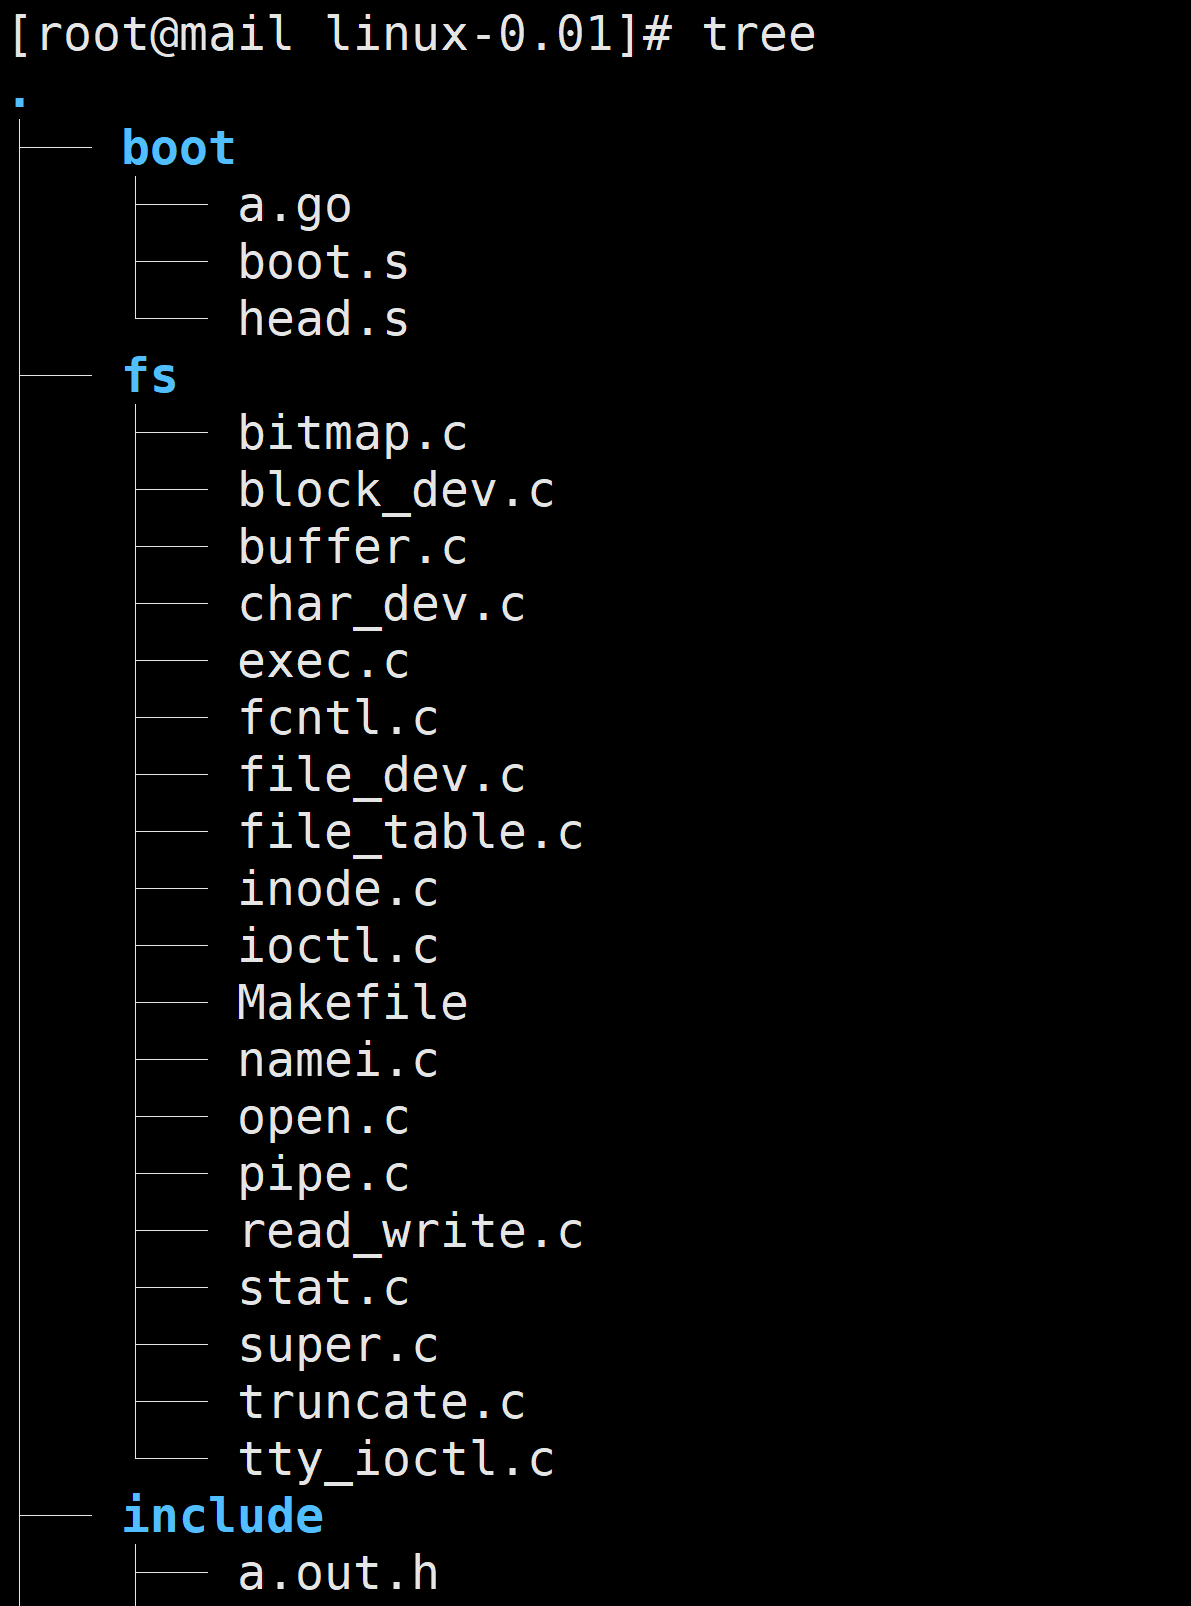 [root@mail linux-0.01]# tree
.
├── boot
│   ├── a.go
│   ├── boot.s
│   └── head.s
├── fs
│   ├── bitmap.c
│   ├── block_dev.c
│   ├── buffer.c
│   ├── char_dev.c
│   ├── exec.c
│   ├── fcntl.c
│   ├── file_dev.c
│   ├── file_table.c
│   ├── inode.c
│   ├── ioctl.c
│   ├── Makefile
│   ├── namei.c
│   ├── open.c
│   ├── pipe.c
│   ├── read_write.c
│   ├── stat.c
│   ├── super.c
│   ├── truncate.c
│   └── tty_ioctl.c
├── include
│   ├── a.out.h